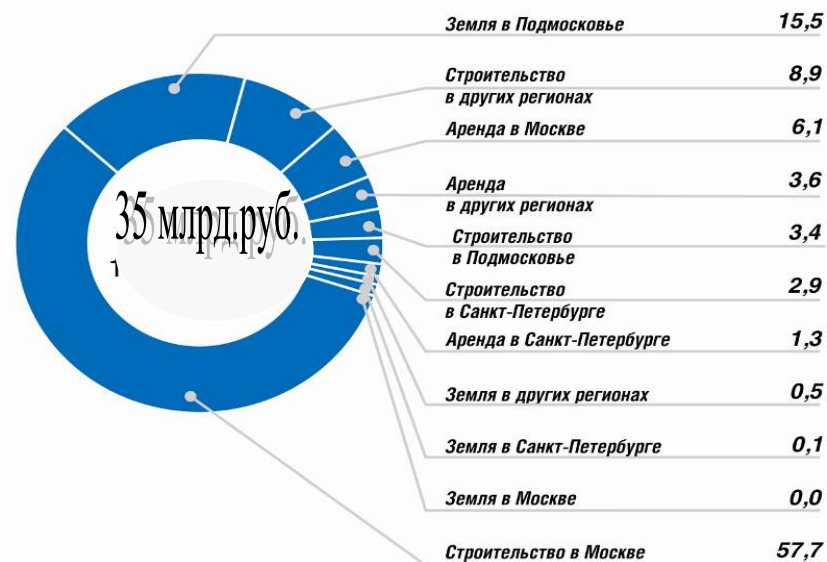 Земля в Подмосковье 15,5
Строительство 8,9
в других регионах
Аренда в Москве 6,1
Аренда 3,6
в других регионах
35 млрд.руб.
Строительство 3,4
в Подмосковье
Строительство 2,9
в Санкт-Петербурге
Аренда в Санкт-Петербурге 1,3
Земля в других регионах 0,5
Земля в Санкт-Петербурге 0,1
Земля в Москве 0,0
Строительство в Москве 57,7